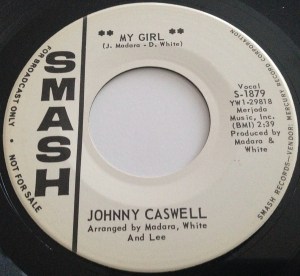 ** MY GIRL **
(J. Madara - D. White)
SMASH
FOR BROADCAST ONLY • NOT FOR SALE
Vocal
S-1879
YW1-29818
Merjoda
Music, Inc.
(BMI) 2:39
Produced by
Madara &
White
JOHNNY CASWELL
Arranged by Madara, White
And Lee
SMASH RECORDS—VENDOR: MERCURY RECORD CORPORATION